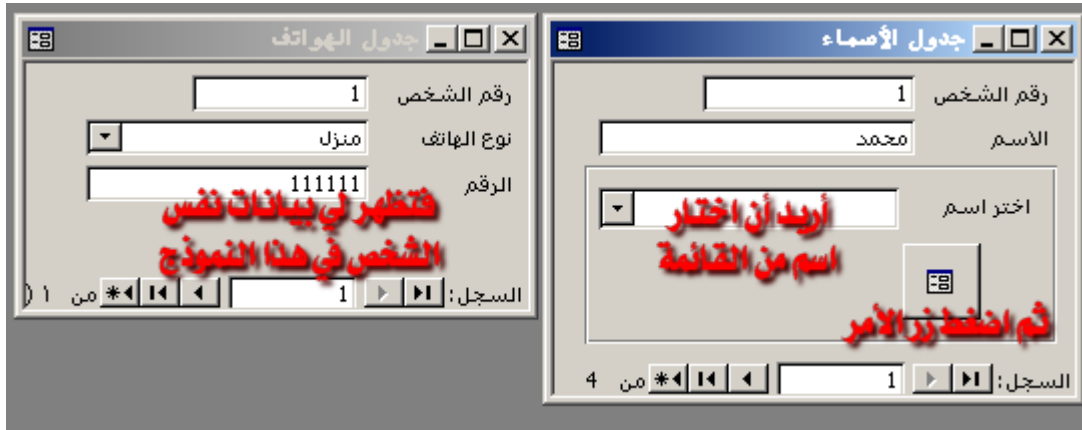 جدول الأسماء
رقم الشخص 1
الاسم محمد
اختر اسم
أريد أن اختار
اسم من القائمة
ثم اضغط زر الأمر
السجل: 1 من 4
جدول الهواتف
رقم الشخص 1
نوع الهاتف منزل
الرقم 111111
فتظهر لي بيانات نفس
الشخص في هذا النموذج
السجل: 1 من ١ (